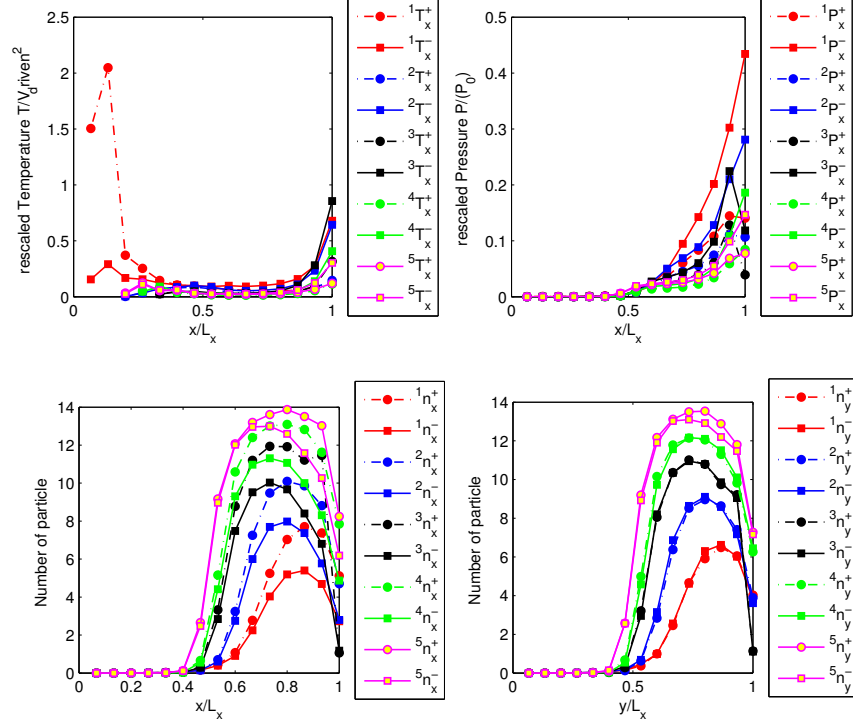 rescaled Temperature T/V_driven^2
2.5
2
1.5
1
0.5
0
0 0.5 1
x/L_x
^1T_x^+
^1T_x^-
^2T_x^+
^2T_x^-
^3T_x^+
^3T_x^-
^4T_x^+
^4T_x^-
^5T_x^+
^5T_x^-
rescaled Pressure P/(P_0)
0.5
0.4
0.3
0.2
0.1
0
0 0.5 1
x/L_x
^1P_x^+
^1P_x^-
^2P_x^+
^2P_x^-
^3P_x^+
^3P_x^-
^4P_x^+
^4P_x^-
^5P_x^+
^5P_x^-
Number of particle
14
12
10
8
6
4
2
0
0 0.2 0.4 0.6 0.8 1
x/L_x
^1n_x^+
^1n_x^-
^2n_x^+
^2n_x^-
^3n_x^+
^3n_x^-
^4n_x^+
^4n_x^-
^5n_x^+
^5n_x^-
Number of particle
14
12
10
8
6
4
2
0
0 0.5 1
y/L_x
^1n_y^+
^1n_y^-
^2n_y^+
^2n_y^-
^3n_y^+
^3n_y^-
^4n_y^+
^4n_y^-
^5n_y^+
^5n_y^-